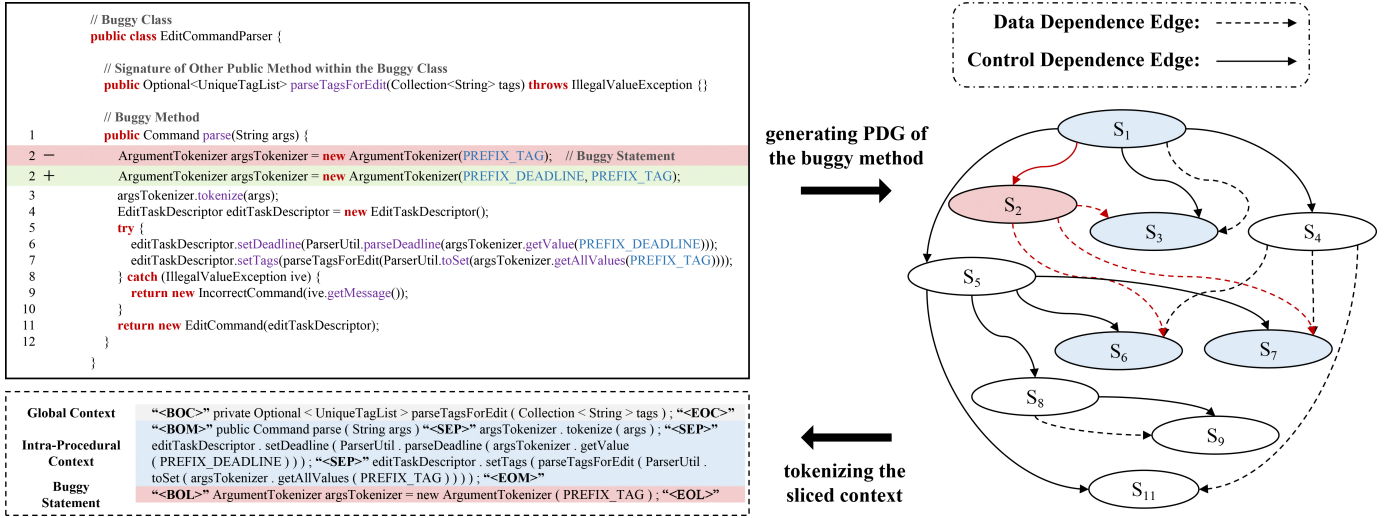 // Buggy Class
public class EditCommandParser {
// Signature of Other Public Method within the Buggy Class
public Optional<UniqueTagList> parseTagsForEdit(Collection<String> tags) throws IllegalValueException {}
// Buggy Method
1 public Command parse(String args) {
2 − ArgumentTokenizer argsTokenizer = new ArgumentTokenizer(PREFIX_TAG); // Buggy Statement
2 + ArgumentTokenizer argsTokenizer = new ArgumentTokenizer(PREFIX_DEADLINE, PREFIX_TAG);
3 argsTokenizer.tokenize(args);
4 EditTaskDescriptor editTaskDescriptor = new EditTaskDescriptor();
5 try {
6 editTaskDescriptor.setDeadline(ParserUtil.parseDeadline(argsTokenizer.getValue(PREFIX_DEADLINE)));
7 editTaskDescriptor.setTags(parseTagsForEdit(ParserUtil.toSet(argsTokenizer.getAllValues(PREFIX_TAG))));
8 } catch (IllegalValueException ive) {
9 return new IncorrectCommand(ive.getMessage());
10 }
11 return new EditCommand(editTaskDescriptor);
12 }
}
Global Context
“<BOC>” private Optional < UniqueTagList > parseTagsForEdit ( Collection < String > tags ) ; “<EOC>”
Intra-Procedural
Context
“<BOM>” public Command parse ( String args ) “<SEP>” argsTokenizer . tokenize ( args ) ; “<SEP>”
editTaskDescriptor . setDeadline ( ParserUtil . parseDeadline ( argsTokenizer . getValue
( PREFIX_DEADLINE ) ) ) ; “<SEP>” editTaskDescriptor . setTags ( parseTagsForEdit ( ParserUtil .
toSet ( argsTokenizer . getAllValues ( PREFIX_TAG ) ) ) ) ; “<EOM>”
Buggy
Statement
“<BOL>” ArgumentTokenizer argsTokenizer = new ArgumentTokenizer ( PREFIX_TAG ) ; “<EOL>”
generating PDG of
the buggy method
tokenizing the
sliced context
Data Dependence Edge:
Control Dependence Edge:
S1
S2
S3
S4
S5
S6
S7
S8
S9
S11